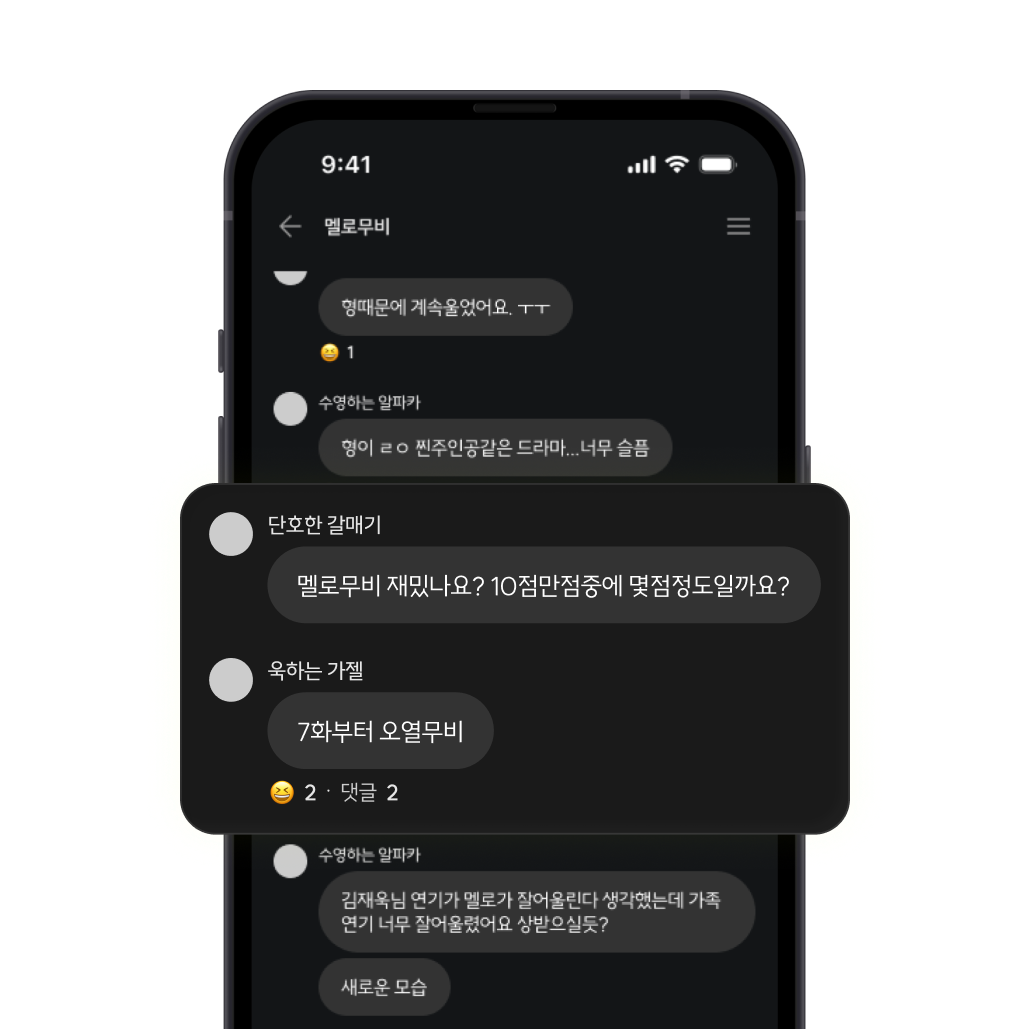 9:41
멜로무비
형때문에 계속울었어요. ㅜㅜ
😆 1
수영하는 알파카
형이 ㄹㅇ 찐주인공같은 드라마...너무 슬픔
단호한 갈매기
멜로무비 재밌나요? 10점만점중에 몇점정도일까요?
욱하는 가젤
7화부터 오열무비
😆 2 · 댓글 2
수영하는 알파카
김재욱님 연기가 멜로가 잘어울린다 생각했는데 가족
연기 너무 잘어울렸어요 상받으실듯?
새로운 모습